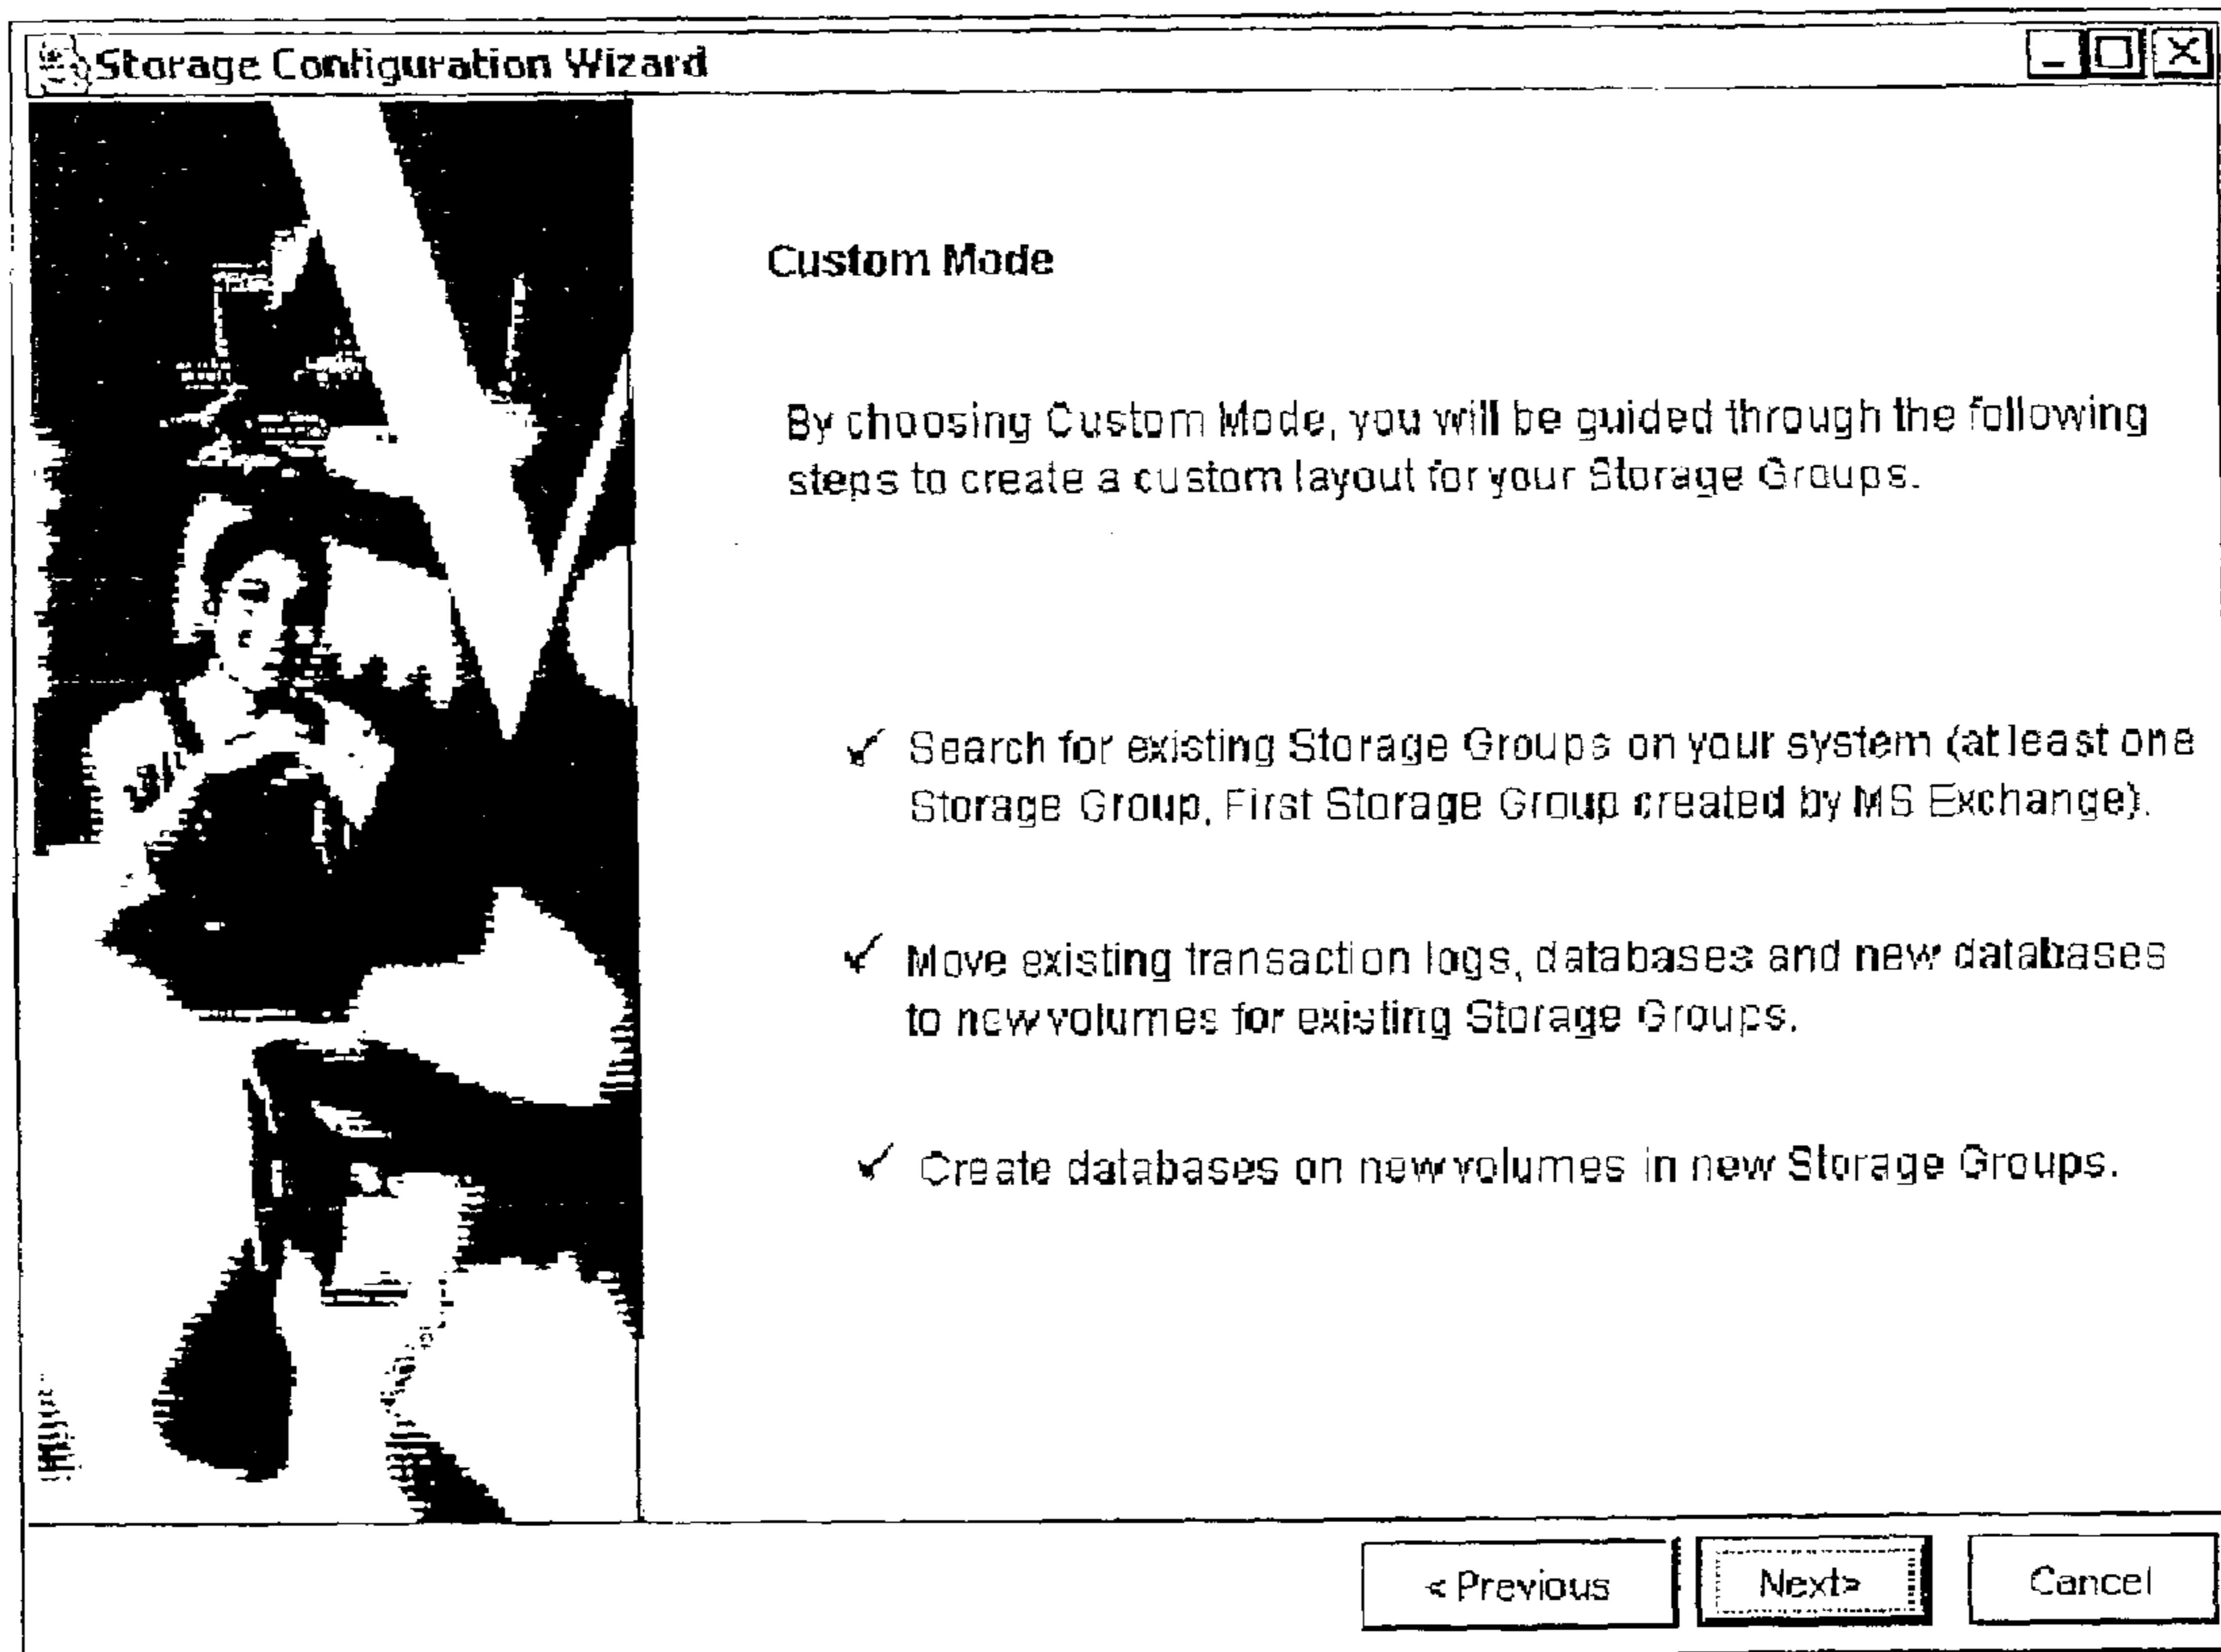 Storage Configuration Wizard
Custom Mode
By choosing Custom Mode, you will be guided through the following
steps to create a custom layout for your Storage Groups.
✓ Search for existing Storage Groups on your system (at least one
Storage Group, First Storage Group created by MS Exchange).
✓ Move existing transaction logs, databases and new databases
to new volumes for existing Storage Groups.
✓ Create databases on new volumes in new Storage Groups.
< Previous
Next>
Cancel